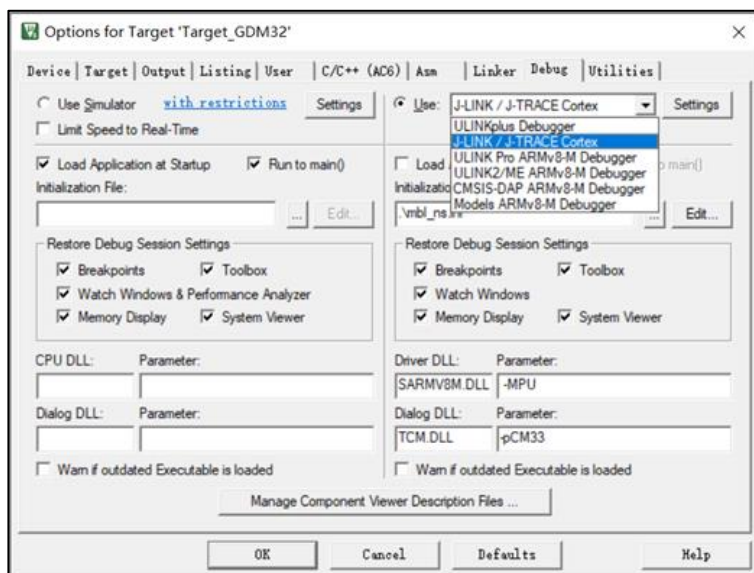 Options for Target 'Target_GDM32'
Device Target Output Listing User C/C++ (AC6) Asm Linker Debug Utilities
Use Simulator with restrictions Settings
Limit Speed to Real-Time
Use: J-LINK / J-TRACE Cortex Settings
ULINKplus Debugger
J-LINK / J-TRACE Cortex
ULINK Pro ARMv8-M Debugger
ULINK2/ME ARMv8-M Debugger
CMSIS-DAP ARMv8-M Debugger
Models ARMv8-M Debugger
Load Application at Startup Run to main()
Initialization File:
... Edit...
Load main()
.\mbl_ns.ini ... Edit...
Restore Debug Session Settings
Breakpoints Toolbox
Watch Windows & Performance Analyzer
Memory Display System Viewer
Restore Debug Session Settings
Breakpoints Toolbox
Watch Windows
Memory Display System Viewer
CPU DLL: Parameter:
Dialog DLL: Parameter:
Warn if outdated Executable is loaded
Driver DLL: Parameter:
SARMV8M.DLL -MPU
Dialog DLL: Parameter:
TCM.DLL -pCM33
Warn if outdated Executable is loaded
Manage Component Viewer Description Files ...
OK Cancel Defaults Help